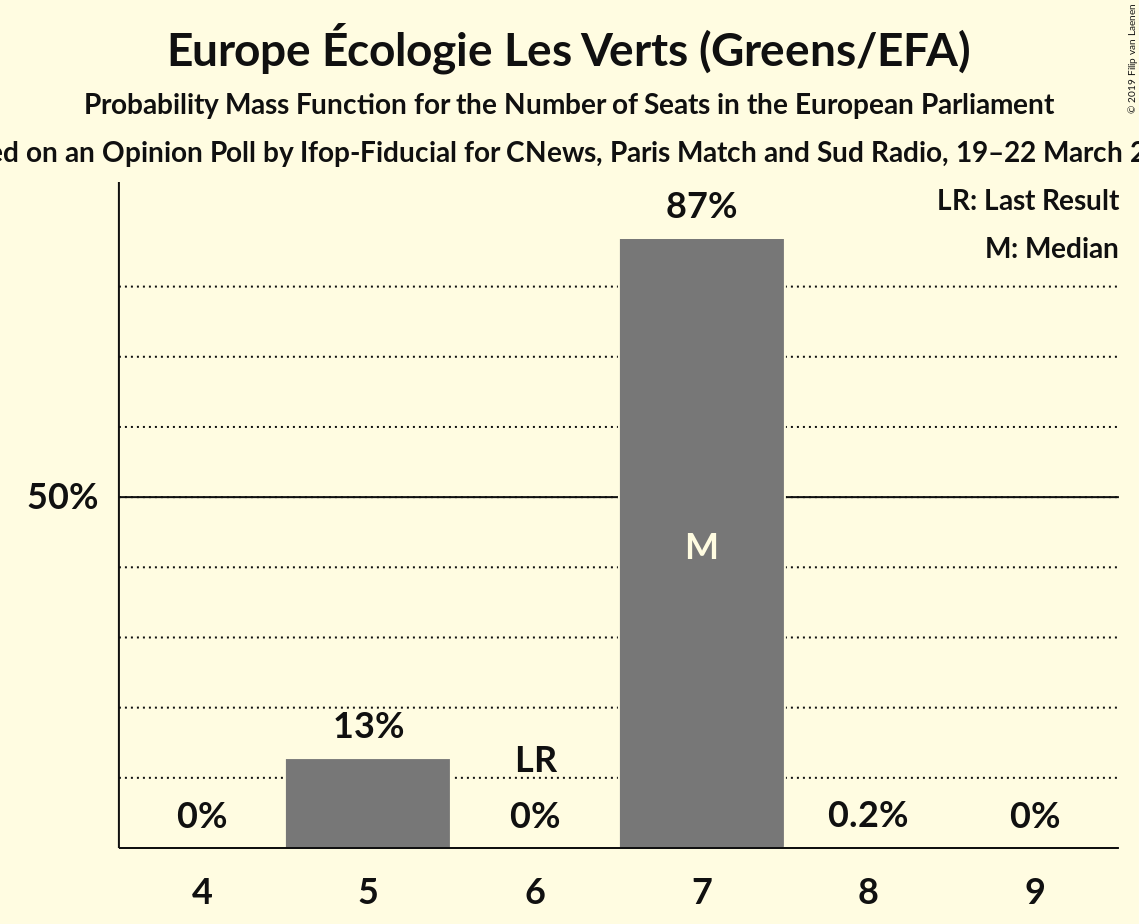 Europe Écologie Les Verts (Greens/EFA)
Probability Mass Function for the Number of Seats in the European Parliament
on an Opinion Poll by Ifop-Fiducial for CNews, Paris Match and Sud Radio, 19–22 March
© 2019 Filip van Laenen
LR: Last Result
M: Median
87%
50%
M
13%
LR
0%
0%
0.2%
0%
4 5 6 7 8 9